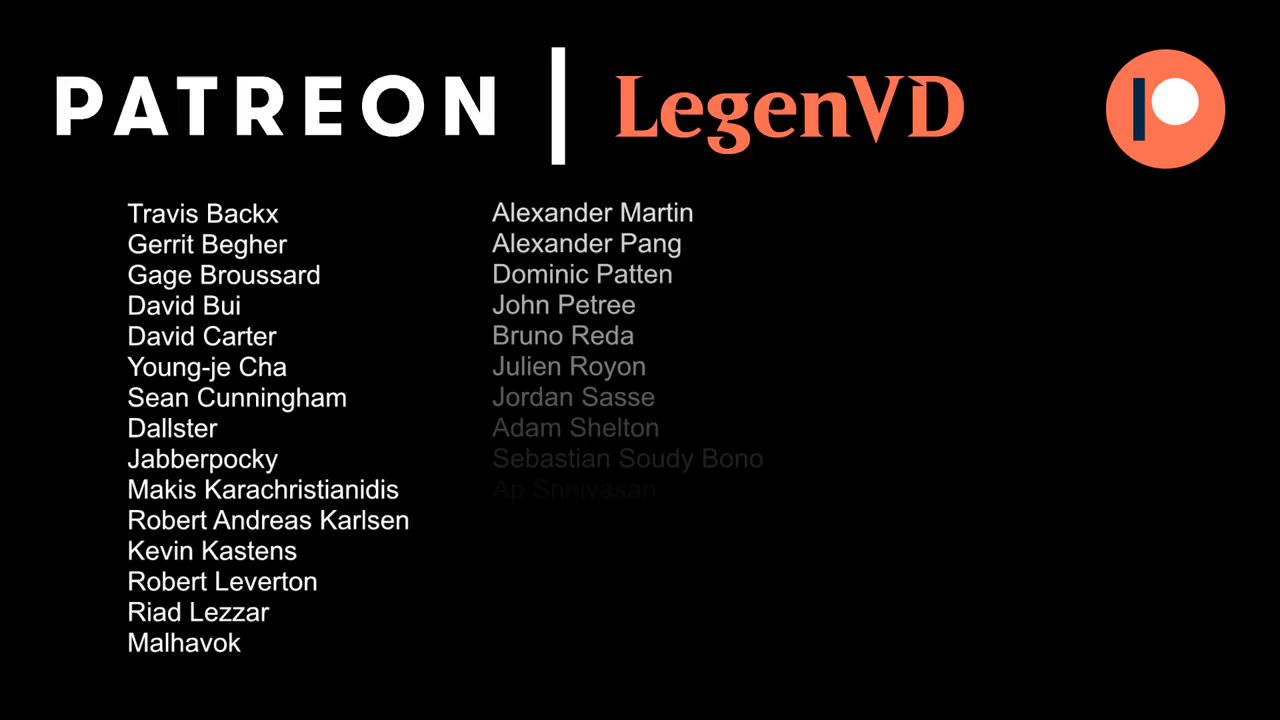 PATREON | LegenVD
Travis Backx
Gerrit Begher
Gage Broussard
David Bui
David Carter
Young-je Cha
Sean Cunningham
Dallster
Jabberpocky
Makis Karachristianidis
Robert Andreas Karlsen
Kevin Kastens
Robert Leverton
Riad Lezzar
Malhavok
Alexander Martin
Alexander Pang
Dominic Patten
John Petree
Bruno Reda
Julien Royon
Jordan Sasse
Adam Shelton
Sebastian Soudy Bono